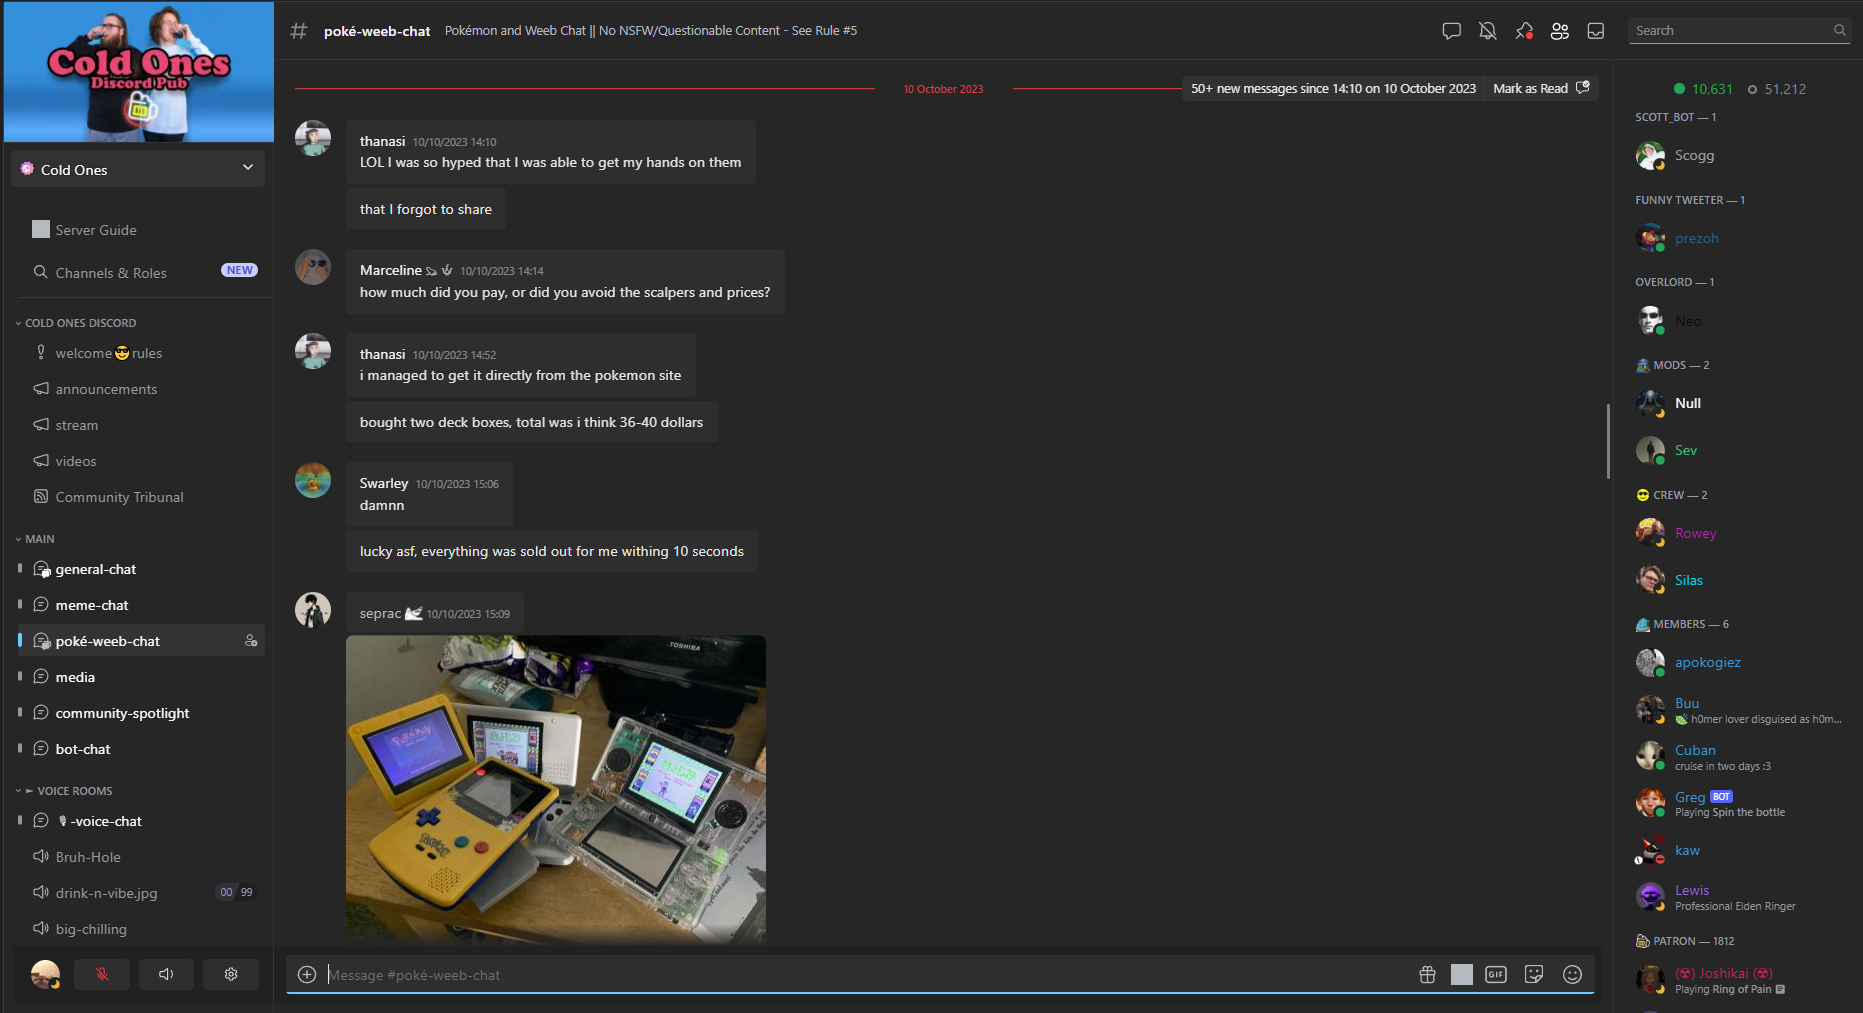 Cold Ones
Discord Pub
Cold Ones
Server Guide
Channels & Roles
NEW
COLD ONES DISCORD
welcome😎rules
announcements
stream
videos
Community Tribunal
MAIN
general-chat
meme-chat
poké-weeb-chat
media
community-spotlight
bot-chat
VOICE ROOMS
-voice-chat
Bruh-Hole
drink-n-vibe.jpg
00 99
big-chilling
poké-weeb-chat
Pokémon and Weeb Chat || No NSFW/Questionable Content - See Rule #5
Search
10 October 2023
50+ new messages since 14:10 on 10 October 2023
Mark as Read
thanasi 10/10/2023 14:10
LOL I was so hyped that I was able to get my hands on them
that I forgot to share
Marceline 10/10/2023 14:14
how much did you pay, or did you avoid the scalpers and prices?
thanasi 10/10/2023 14:52
i managed to get it directly from the pokemon site
bought two deck boxes, total was i think 36-40 dollars
Swarley 10/10/2023 15:06
damnn
lucky asf, everything was sold out for me withing 10 seconds
seprac 10/10/2023 15:09
TOSHIBA
Pokémon
ポケットモンスター
Message #poké-weeb-chat
GIF
10,631 51,212
SCOTT_BOT — 1
Scogg
FUNNY TWEETER — 1
prezoh
OVERLORD — 1
Neo
MODS — 2
Null
Sev
CREW — 2
Rowey
Silas
MEMBERS — 6
apokogiez
Buu
h0mer lover disguised as h0m...
Cuban
cruise in two days :3
Greg BOT
Playing Spin the bottle
kaw
Lewis
Professional Elden Ringer
PATRON — 1812
(☢) Joshikai (☢)
Playing Ring of Pain